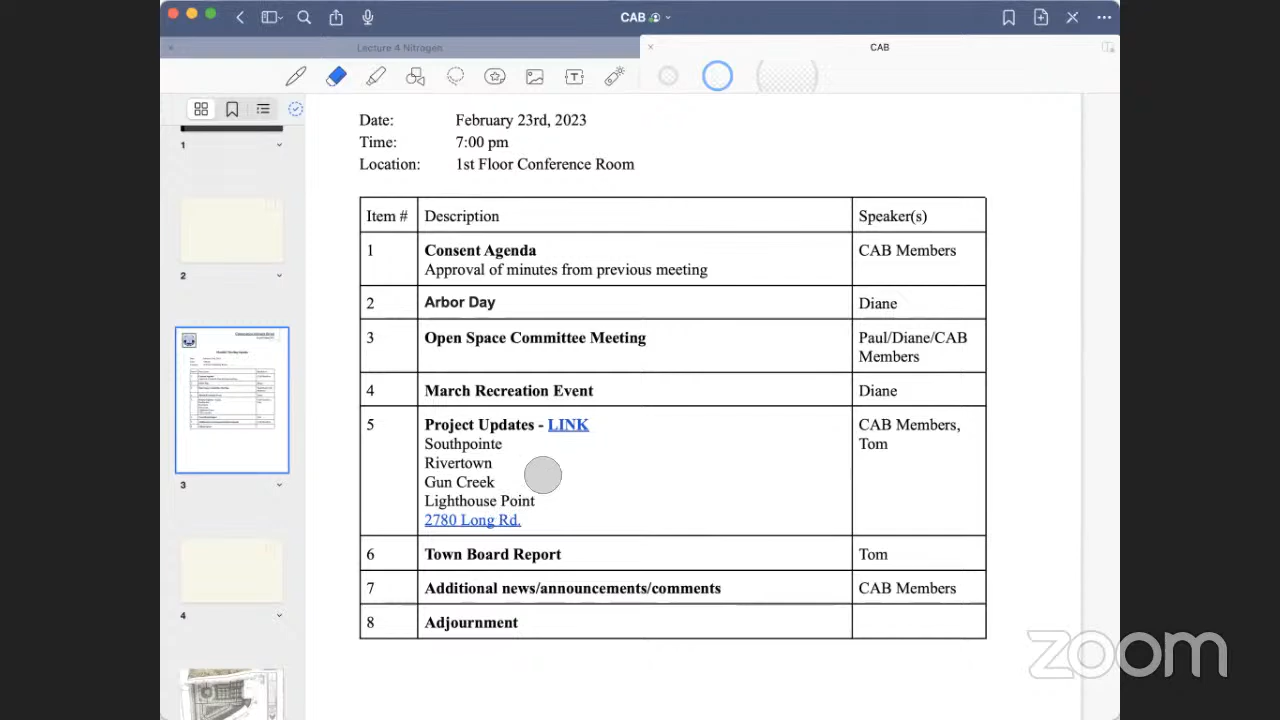 CAB
Lecture 4 Nitrogen
CAB
Date: February 23rd, 2023
Time: 7:00 pm
Location: 1st Floor Conference Room
Item # Description Speaker(s)
1 Consent Agenda CAB Members
Approval of minutes from previous meeting
2 Arbor Day Diane
3 Open Space Committee Meeting Paul/Diane/CAB
Members
4 March Recreation Event Diane
5 Project Updates - LINK CAB Members,
Southpointe Tom
Rivertown
Gun Creek
Lighthouse Point
2780 Long Rd.
6 Town Board Report Tom
7 Additional news/announcements/comments CAB Members
8 Adjournment
1
2
3
4
zoom